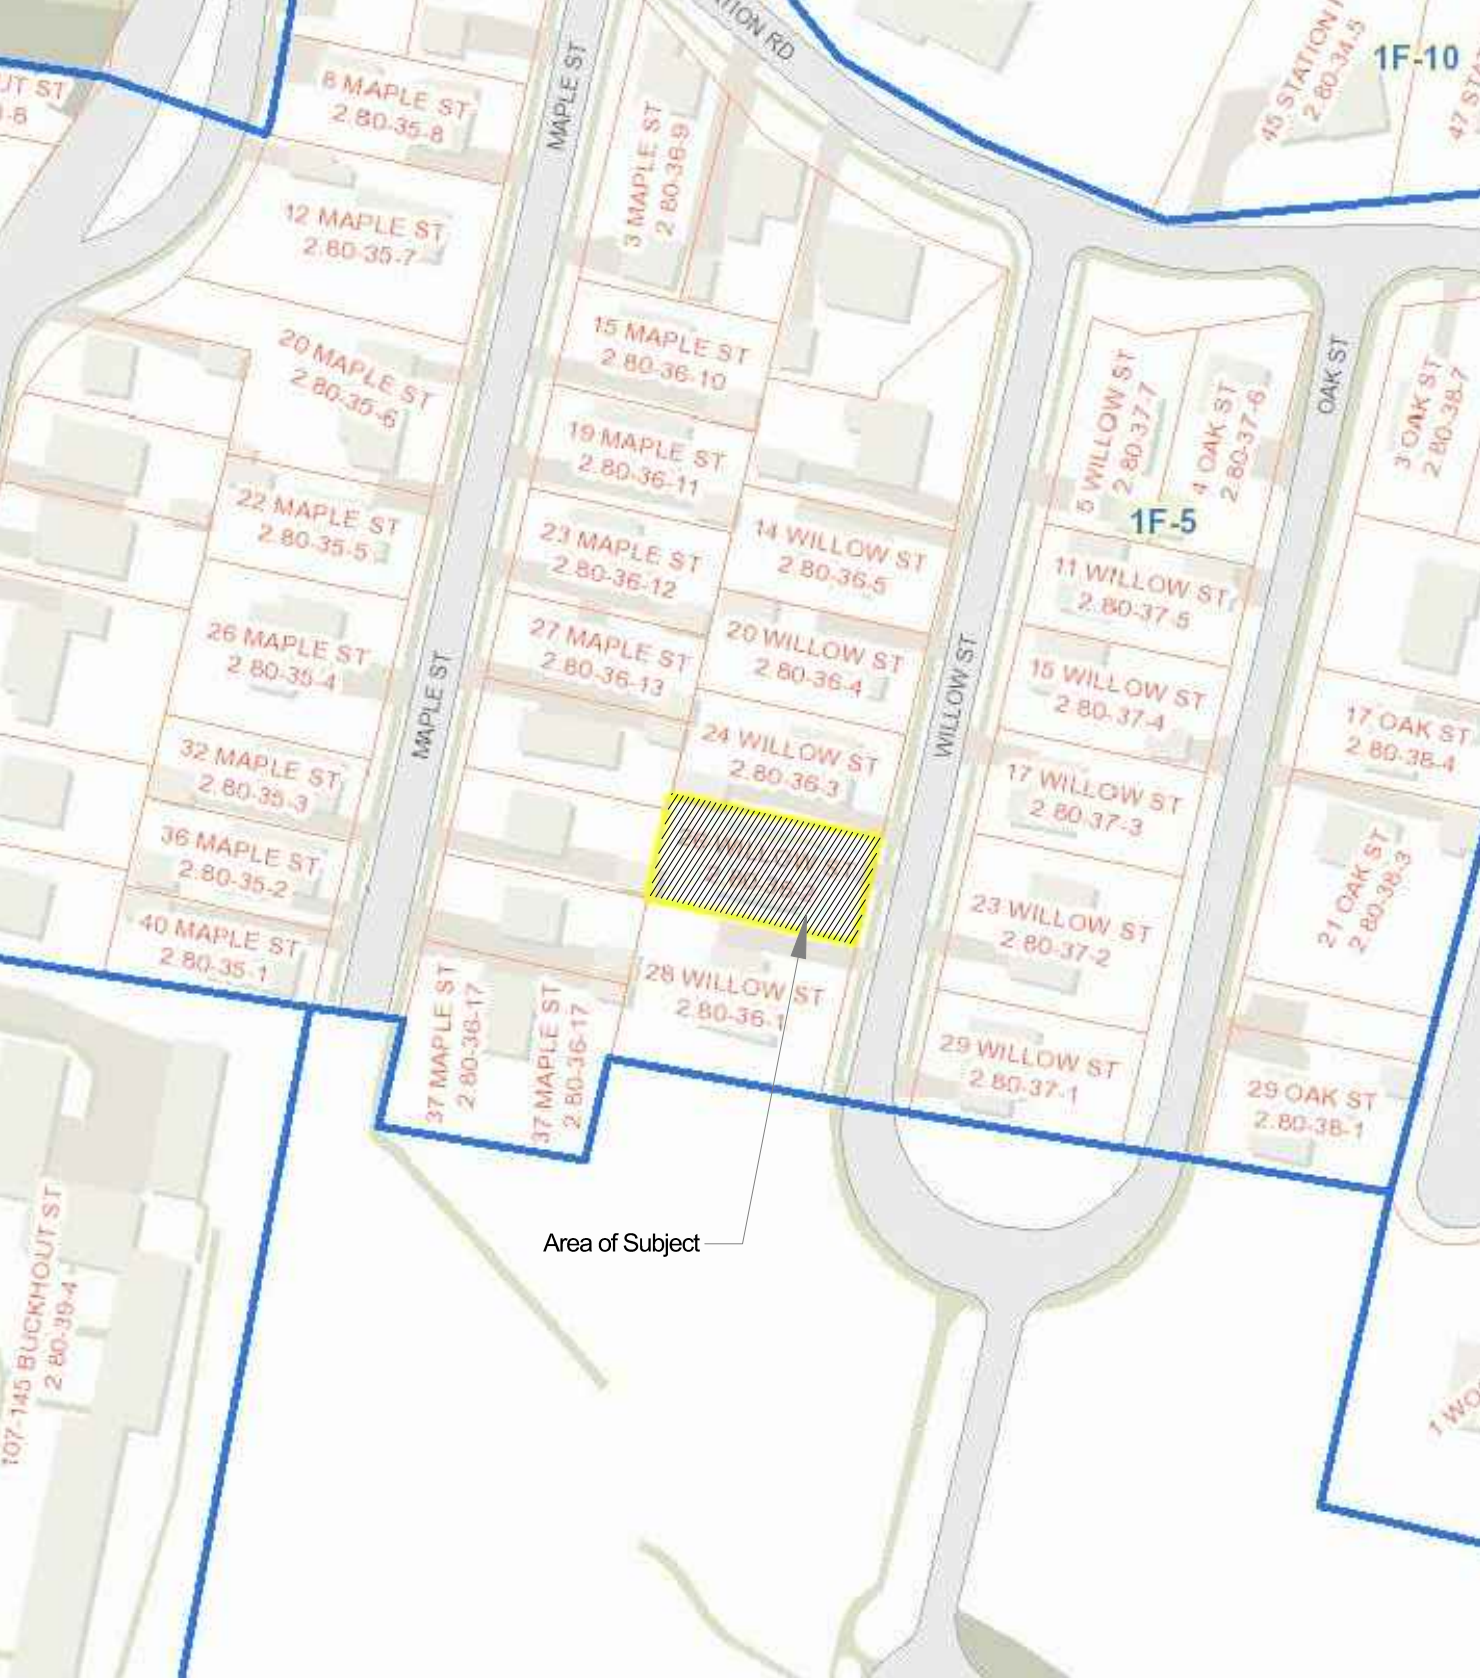 1F-10
45 STATION
2.80-34.5
47
ATION RD
UT ST
8 MAPLE ST
2.80-35-8
MAPLE ST
3 MAPLE ST
2.80-36-9
12 MAPLE ST
2.80-35-7
20 MAPLE ST
2.80-35-6
15 MAPLE ST
2.80-36-10
5 WILLOW ST
2.80-37-7
4 OAK ST
2.80-37-6
OAK ST
3 OAK ST
2.80-38-7
19 MAPLE ST
2.80-36-11
22 MAPLE ST
2.80-35-5
23 MAPLE ST
2.80-36-12
14 WILLOW ST
2.80-36.5
1F-5
11 WILLOW ST
2.80-37-5
26 MAPLE ST
2.80-35-4
27 MAPLE ST
2.80-36-13
20 WILLOW ST
2.80-36-4
WILLOW ST
15 WILLOW ST
2.80-37-4
MAPLE ST
17 OAK ST
2.80-38-4
32 MAPLE ST
2.80-35-3
24 WILLOW ST
2.80-36-3
17 WILLOW ST
2.80-37-3
36 MAPLE ST
2.80-35-2
WILLOW ST
21 OAK ST
2.80-38-3
40 MAPLE ST
2.80-35-1
23 WILLOW ST
2.80-37-2
37 MAPLE ST
2.80-36-17
37 MAPLE ST
2.80-36-17
28 WILLOW ST
2.80-36-1
29 WILLOW ST
2.80-37-1
29 OAK ST
2.80-38-1
Area of Subject
107-145 BUCKHOUT ST
2.80-39-4
1 WO